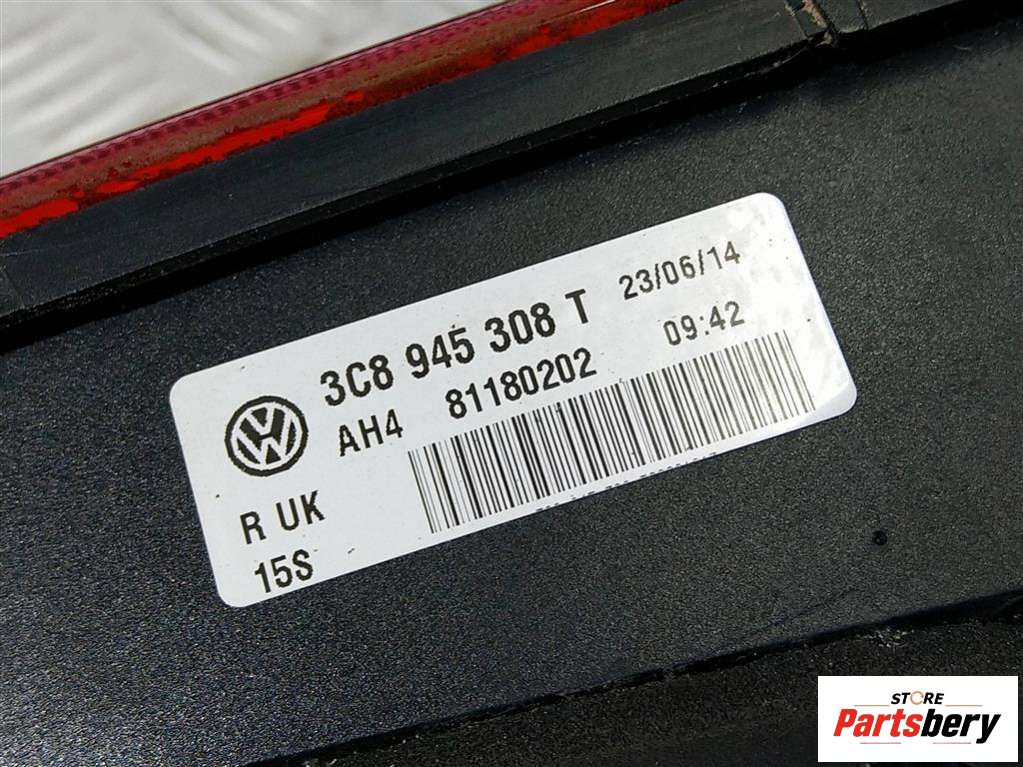 3C8 945 308 T 23/06/14
AH4 81180202 09:42
R UK
15S
STORE
Partsbery